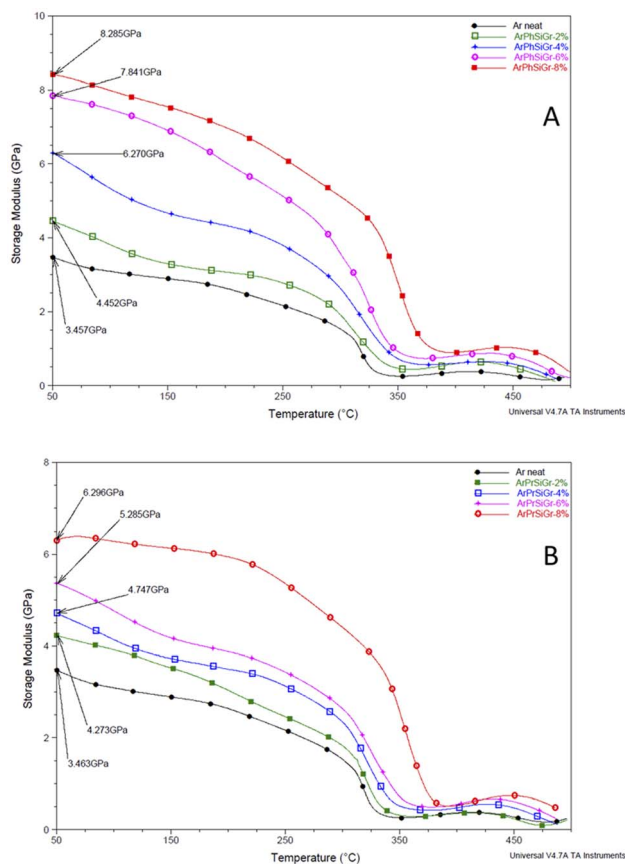 10
8
6
4
2
0
Storage Modulus (GPa)
8.285GPa
7.841GPa
6.270GPa
4.452GPa
3.457GPa
Ar neat
ArPhSiGr-2%
ArPhSiGr-4%
ArPhSiGr-6%
ArPhSiGr-8%
A
50
150
250
350
450
Temperature (°C)
Universal V4.7A TA Instruments
8
6
4
2
0
Storage Modulus (GPa)
6.296GPa
5.285GPa
4.747GPa
4.273GPa
3.463GPa
Ar neat
ArPrSiGr-2%
ArPrSiGr-4%
ArPrSiGr-6%
ArPrSiGr-8%
B
50
150
250
350
450
Temperature (°C)
Universal V4.7A TA Instruments